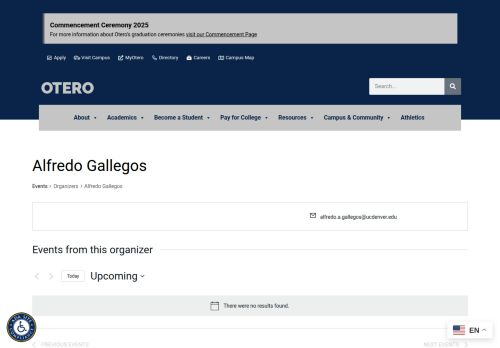 Commencement Ceremony 2025
For more information about Otero's graduation ceremonies visit our Commencement Page
Apply Visit Campus MyOtero Directory Careers Campus Map
OTERO
Search...
About Academics Become a Student Pay for College Resources Campus & Community Athletics
Alfredo Gallegos
Events › Organizers › Alfredo Gallegos
alfredo.a.gallegos@ucdenver.edu
Events from this organizer
Today Upcoming
There were no results found.
PREVIOUS EVENTS NEXT EVENTS
EN